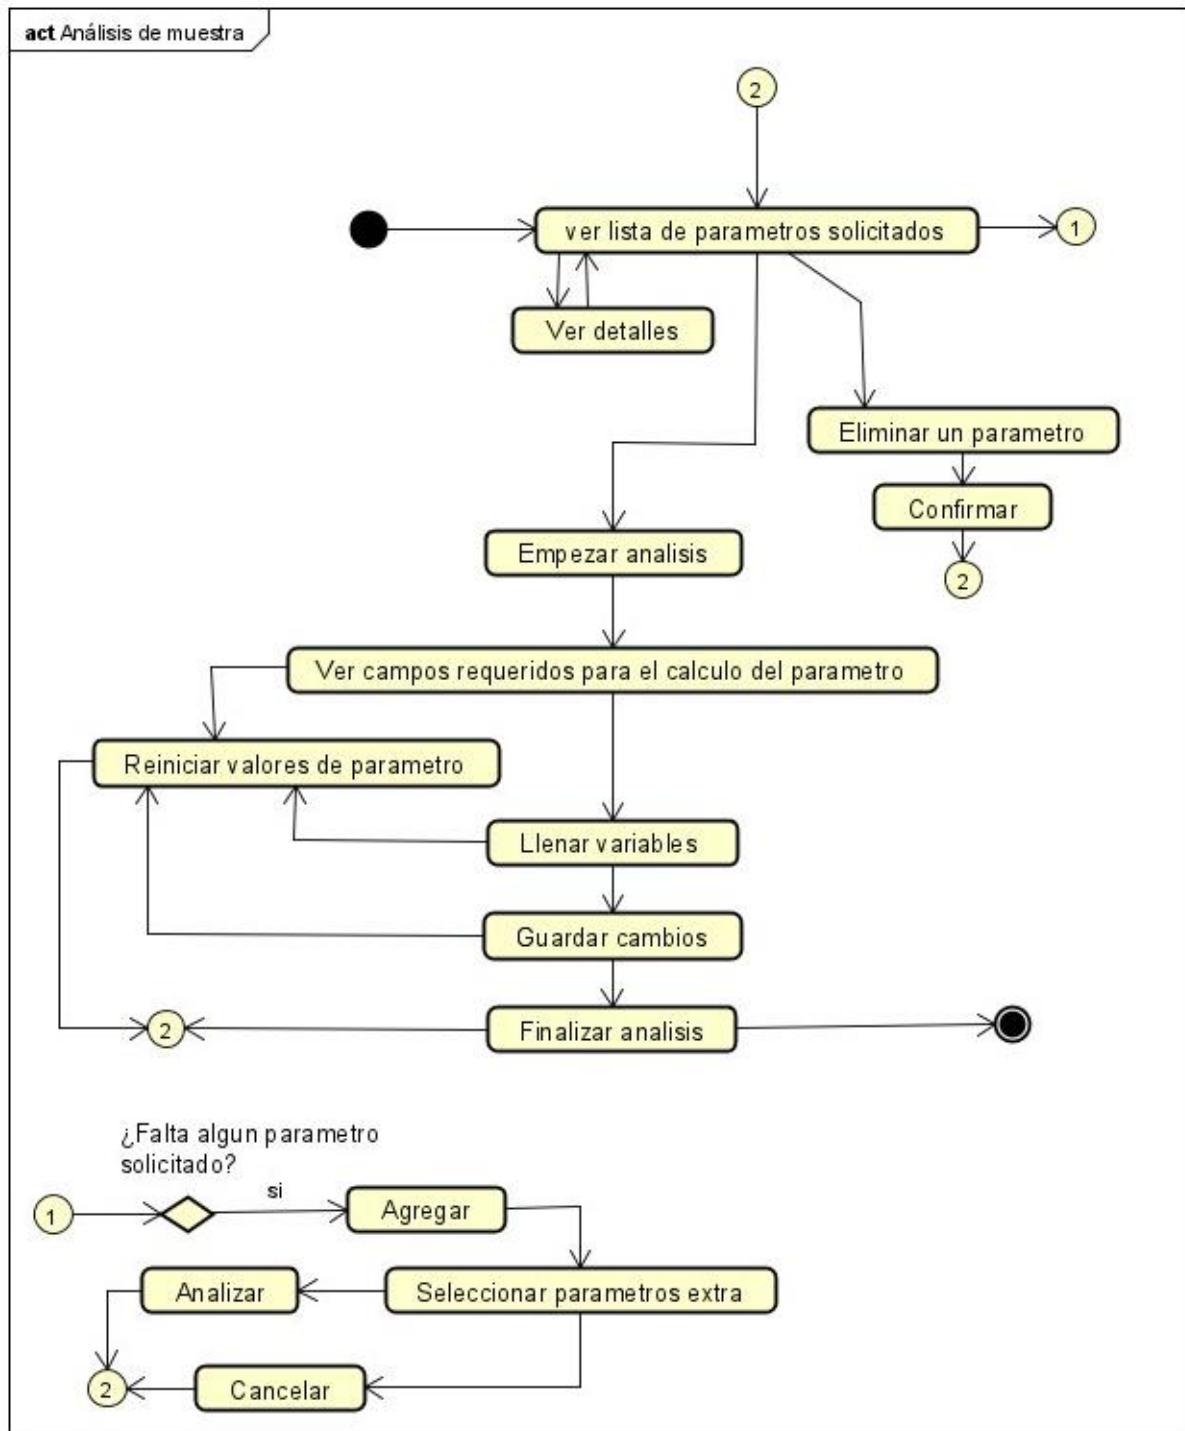 act Análisis de muestra
2
ver lista de parametros solicitados
1
Ver detalles
Eliminar un parametro
Confirmar
2
Empezar analisis
Ver campos requeridos para el calculo del parametro
Reiniciar valores de parametro
Llenar variables
Guardar cambios
Finalizar analisis
2
¿Falta algun parametro
solicitado?
si
1
Agregar
Analizar
Seleccionar parametros extra
2
Cancelar